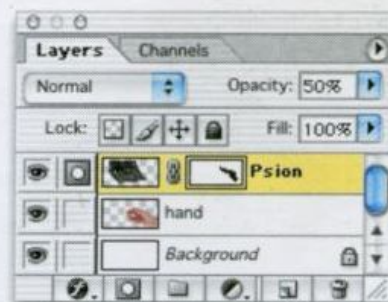 Layers Channels
Normal Opacity: 50%
Lock: Fill: 100%
Psion
hand
Background